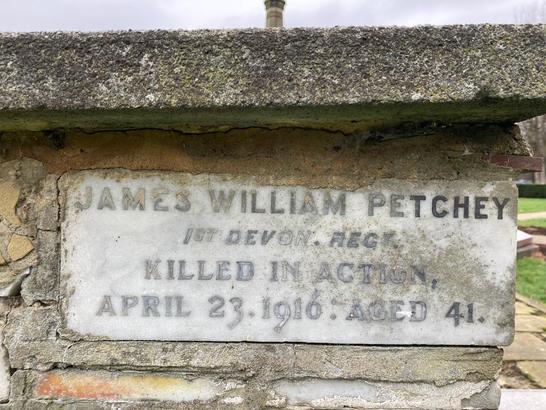 JAMES WILLIAM PETCHEY
1ST DEVON. REGT.
KILLED IN ACTION,
APRIL 23. 1916. AGED 41.